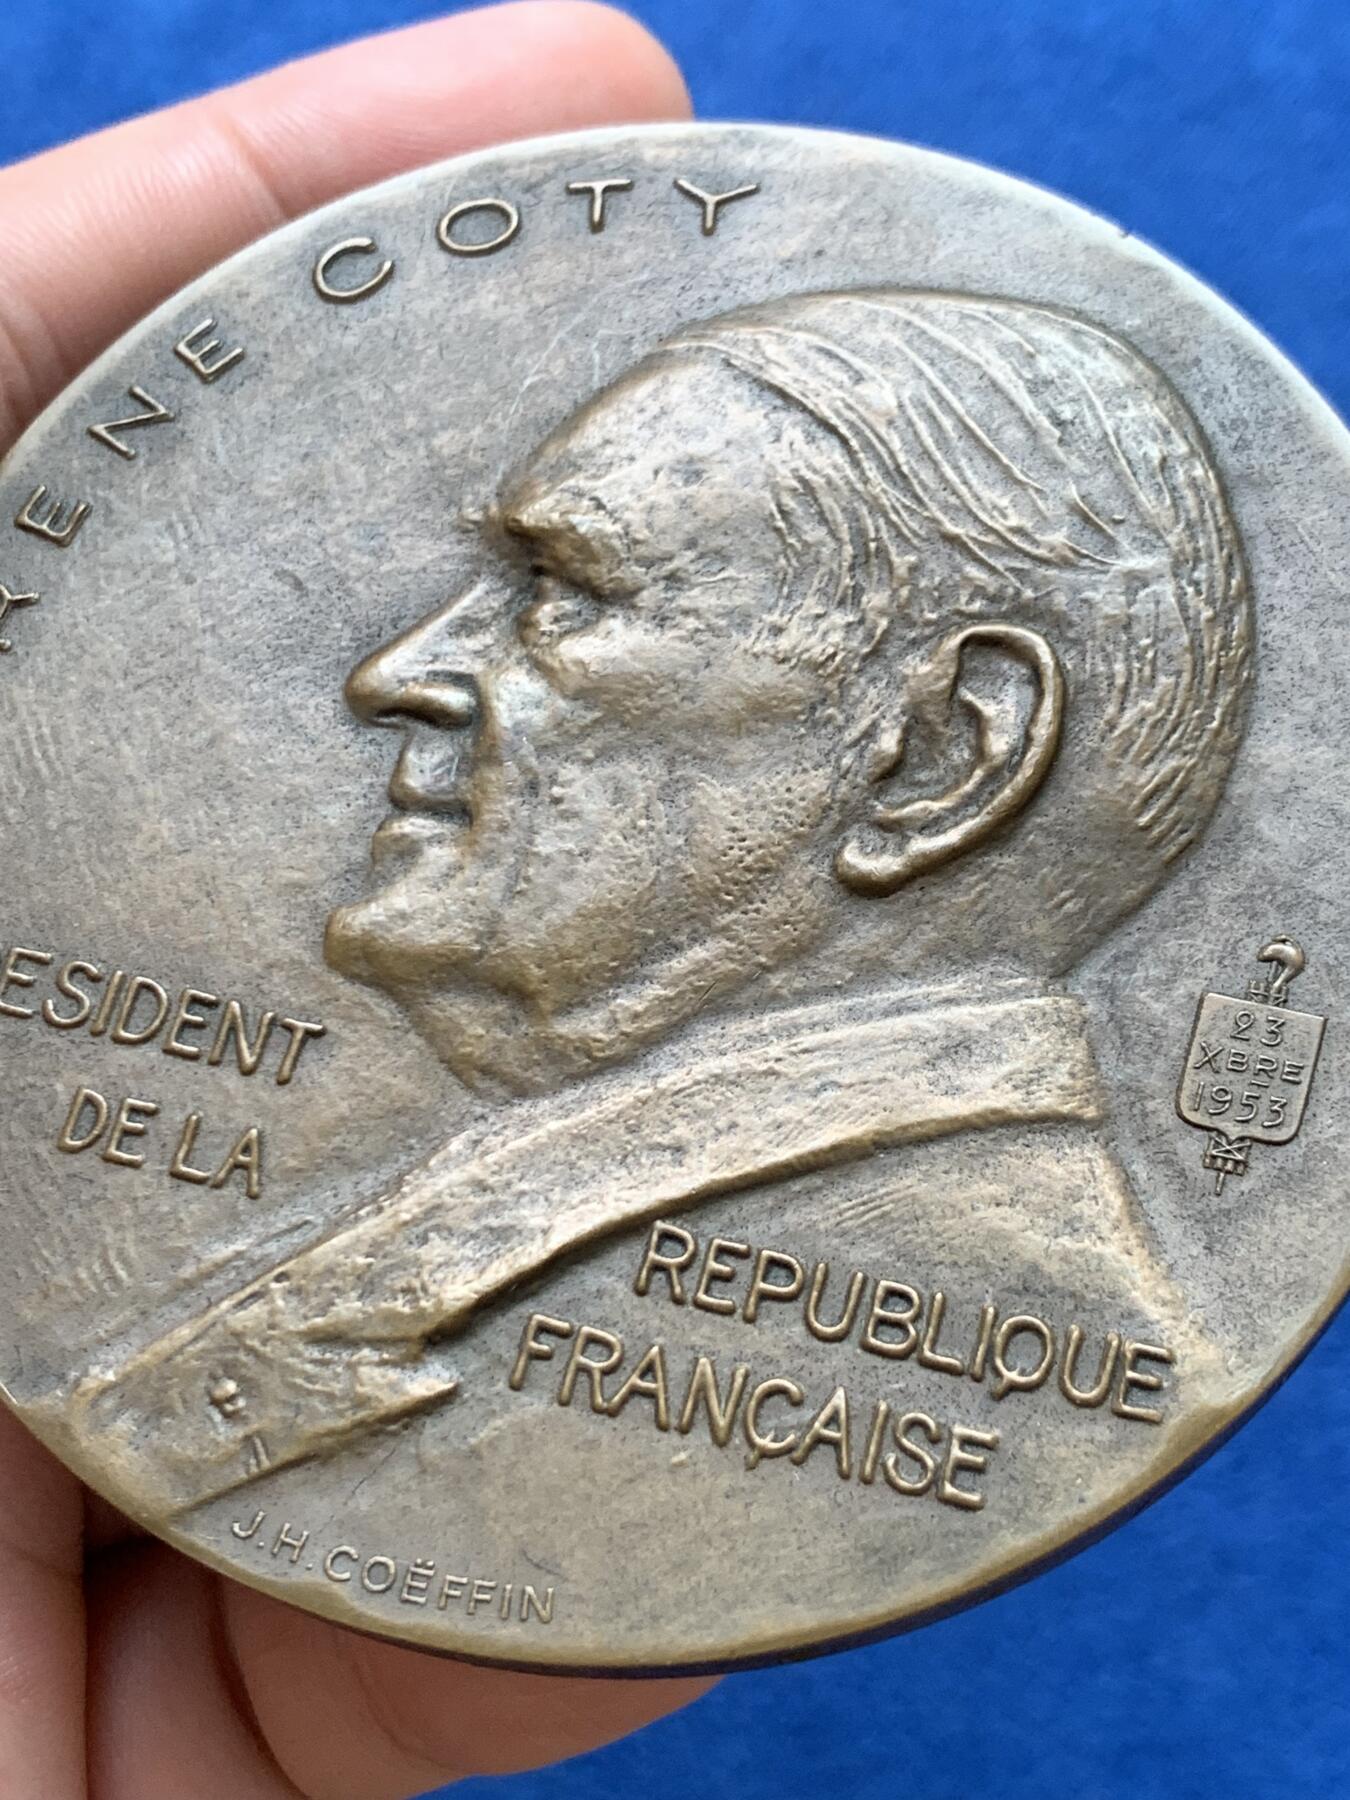 RENE COTY
ESIDENT
DE LA
REPUBLIQUE
FRANÇAISE
23
XBRE
1953
J.H.COËFFIN